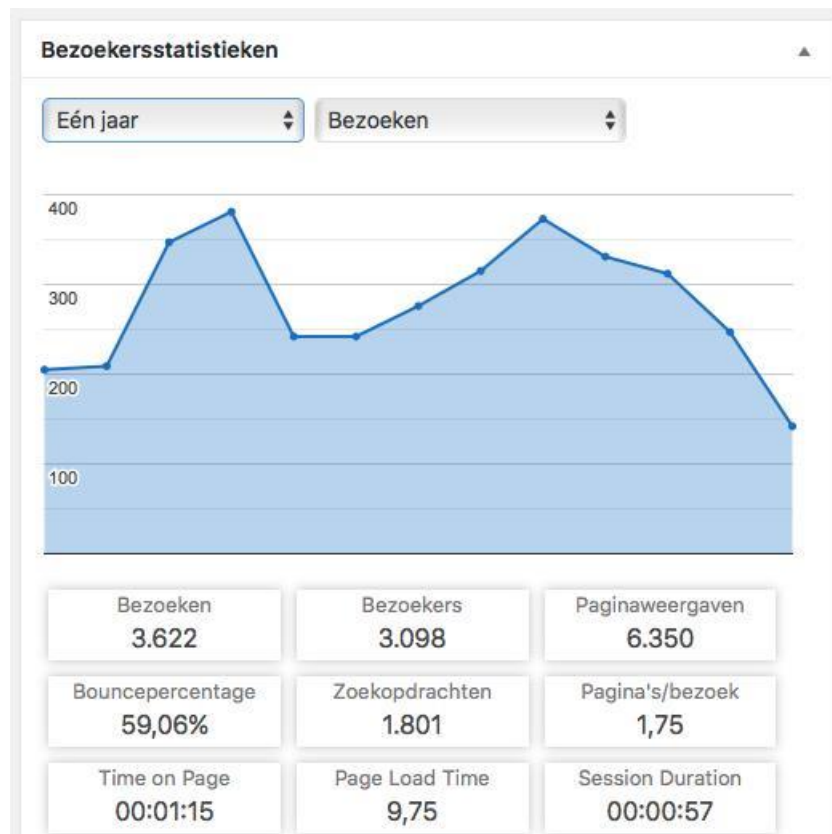 Bezoekersstatistieken
Eén jaar
Bezoeken
400
300
200
100
Bezoeken
3.622
Bezoekers
3.098
Paginaweergaven
6.350
Bouncepercentage
59,06%
Zoekopdrachten
1.801
Pagina's/bezoek
1,75
Time on Page
00:01:15
Page Load Time
9,75
Session Duration
00:00:57